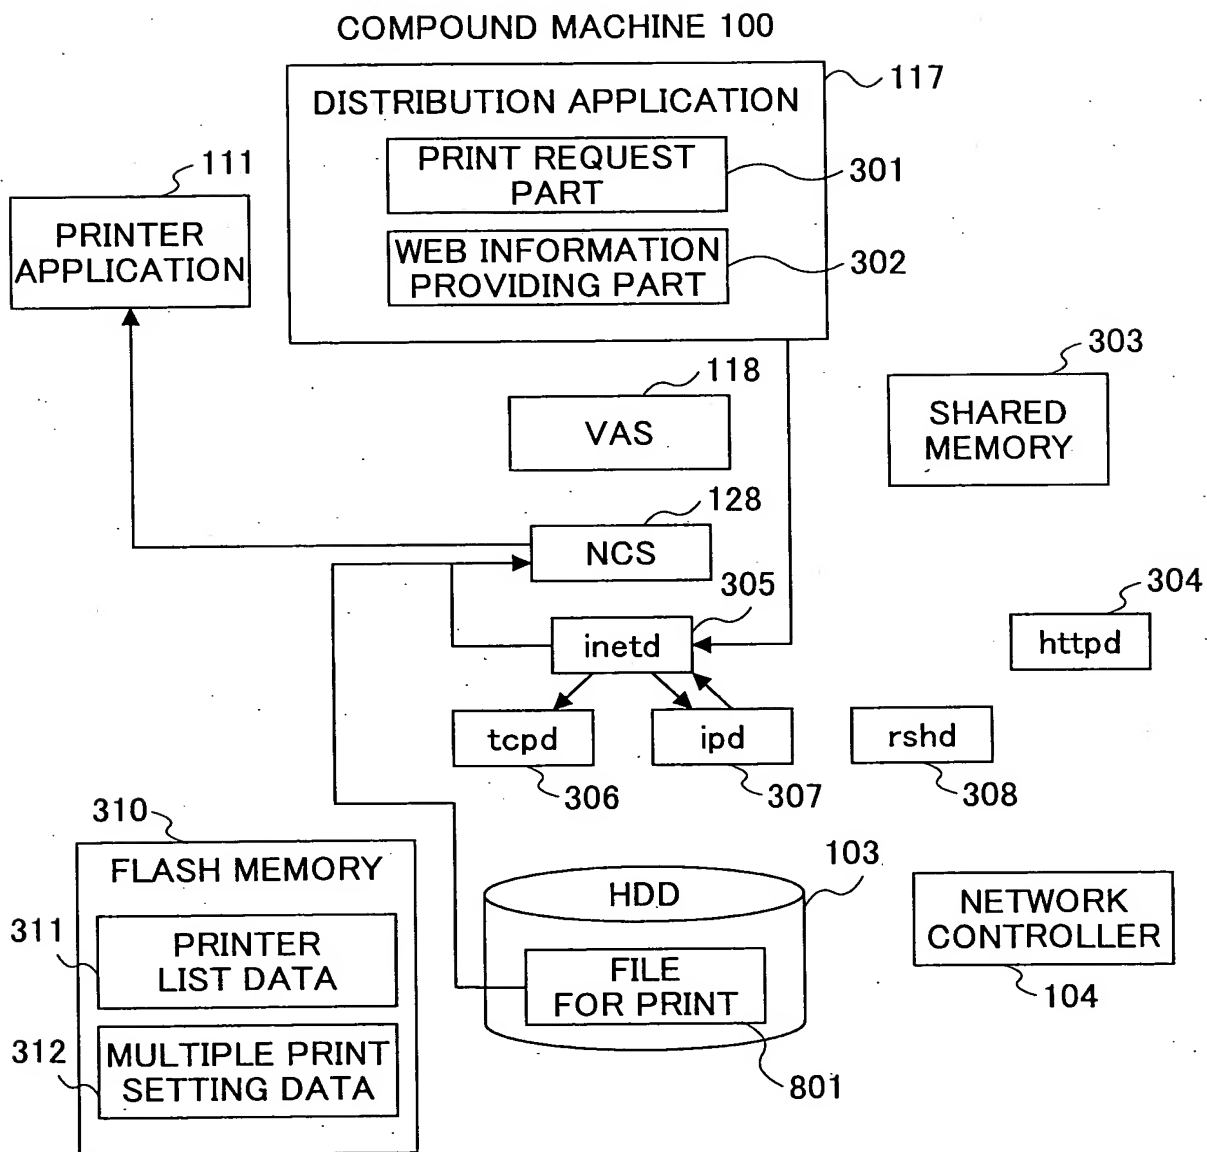 COMPOUND MACHINE 100
117
DISTRIBUTION APPLICATION
PRINT REQUEST
PART
301
WEB INFORMATION
PROVIDING PART
302
111
PRINTER
APPLICATION
303
SHARED
MEMORY
118
VAS
128
NCS
305
inetd
304
httpd
tcpd
306
ipd
307
rshd
308
310
FLASH MEMORY
311
PRINTER
LIST DATA
312
MULTIPLE PRINT
SETTING DATA
103
HDD
FILE
FOR PRINT
801
NETWORK
CONTROLLER
104